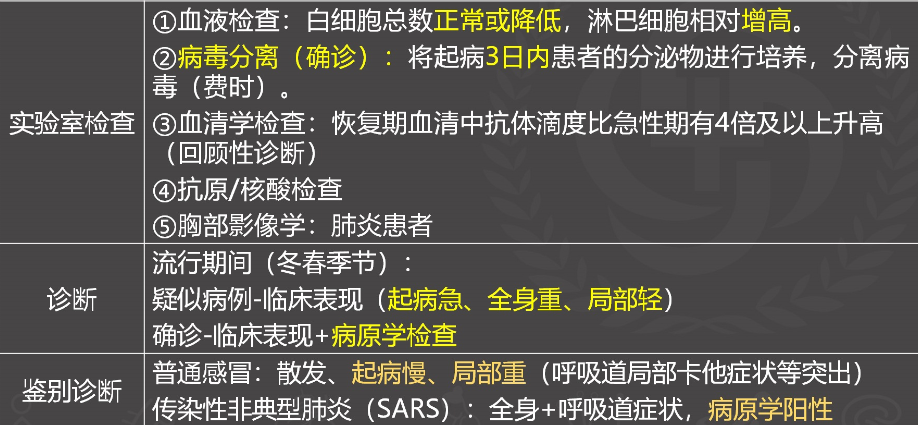 实验室检查
①血液检查：白细胞总数正常或降低，淋巴细胞相对增高。
②病毒分离（确诊）：将起病3日内患者的分泌物进行培养，分离病
毒（费时）。
③血清学检查：恢复期血清中抗体滴度比急性期有4倍及以上升高
（回顾性诊断）
④抗原/核酸检查
⑤胸部影像学：肺炎患者
诊断
流行期间（冬春季节）：
疑似病例-临床表现（起病急、全身重、局部轻）
确诊-临床表现+病原学检查
鉴别诊断
普通感冒：散发、起病慢、局部重（呼吸道局部卡他症状等突出）
传染性非典型肺炎（SARS）：全身+呼吸道症状，病原学阳性